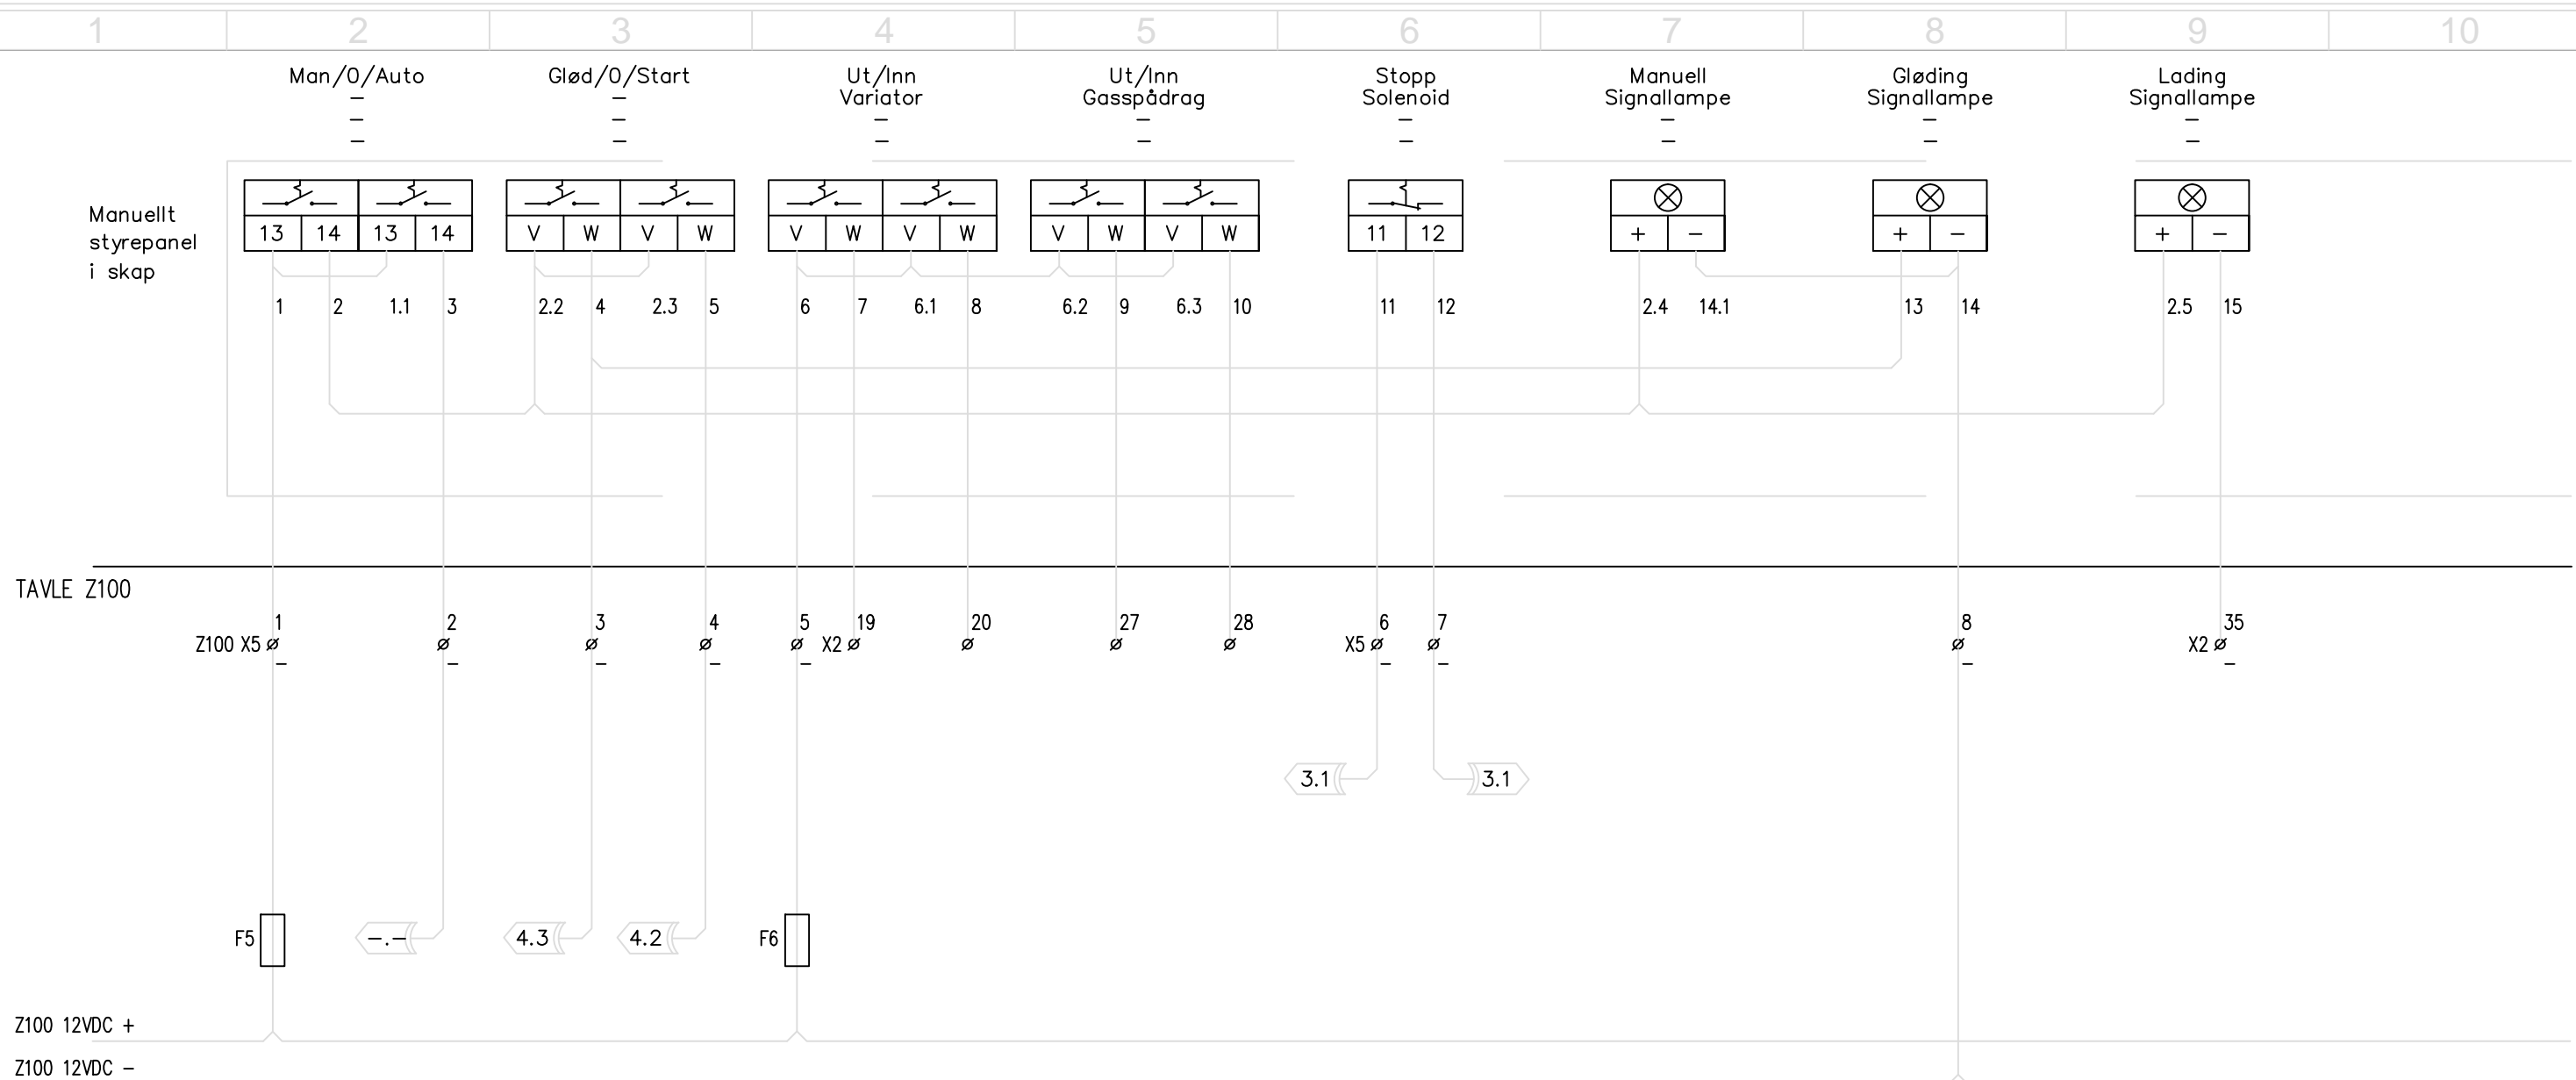 1 2 3 4 5 6 7 8 9 10
Man/O/Auto Glød/O/Start Ut/Inn Ut/Inn Stopp Manuell Gløding Lading
– – Variator Gasspådrag Solenoid Signallampe Signallampe Signallampe
– – – – – – – –
– – – – – – – –
Manuellt
styrepanel
i skap
13 14 13 14 V W V W V W V W V W V W 11 12 + – + – + –
1 2 1.1 3 2.2 4 2.3 5 6 7 6.1 8 6.2 9 6.3 10 11 12 2.4 14.1 13 14 2.5 15
TAVLE Z100
1 2 3 4 5 19 20 27 28 6 7 8 35
Z100 X5 X2 X5 X2
– – – – – – – – –
3.1 3.1
F5 –.– 4.3 4.2 F6
Z100 12VDC +
Z100 12VDC –